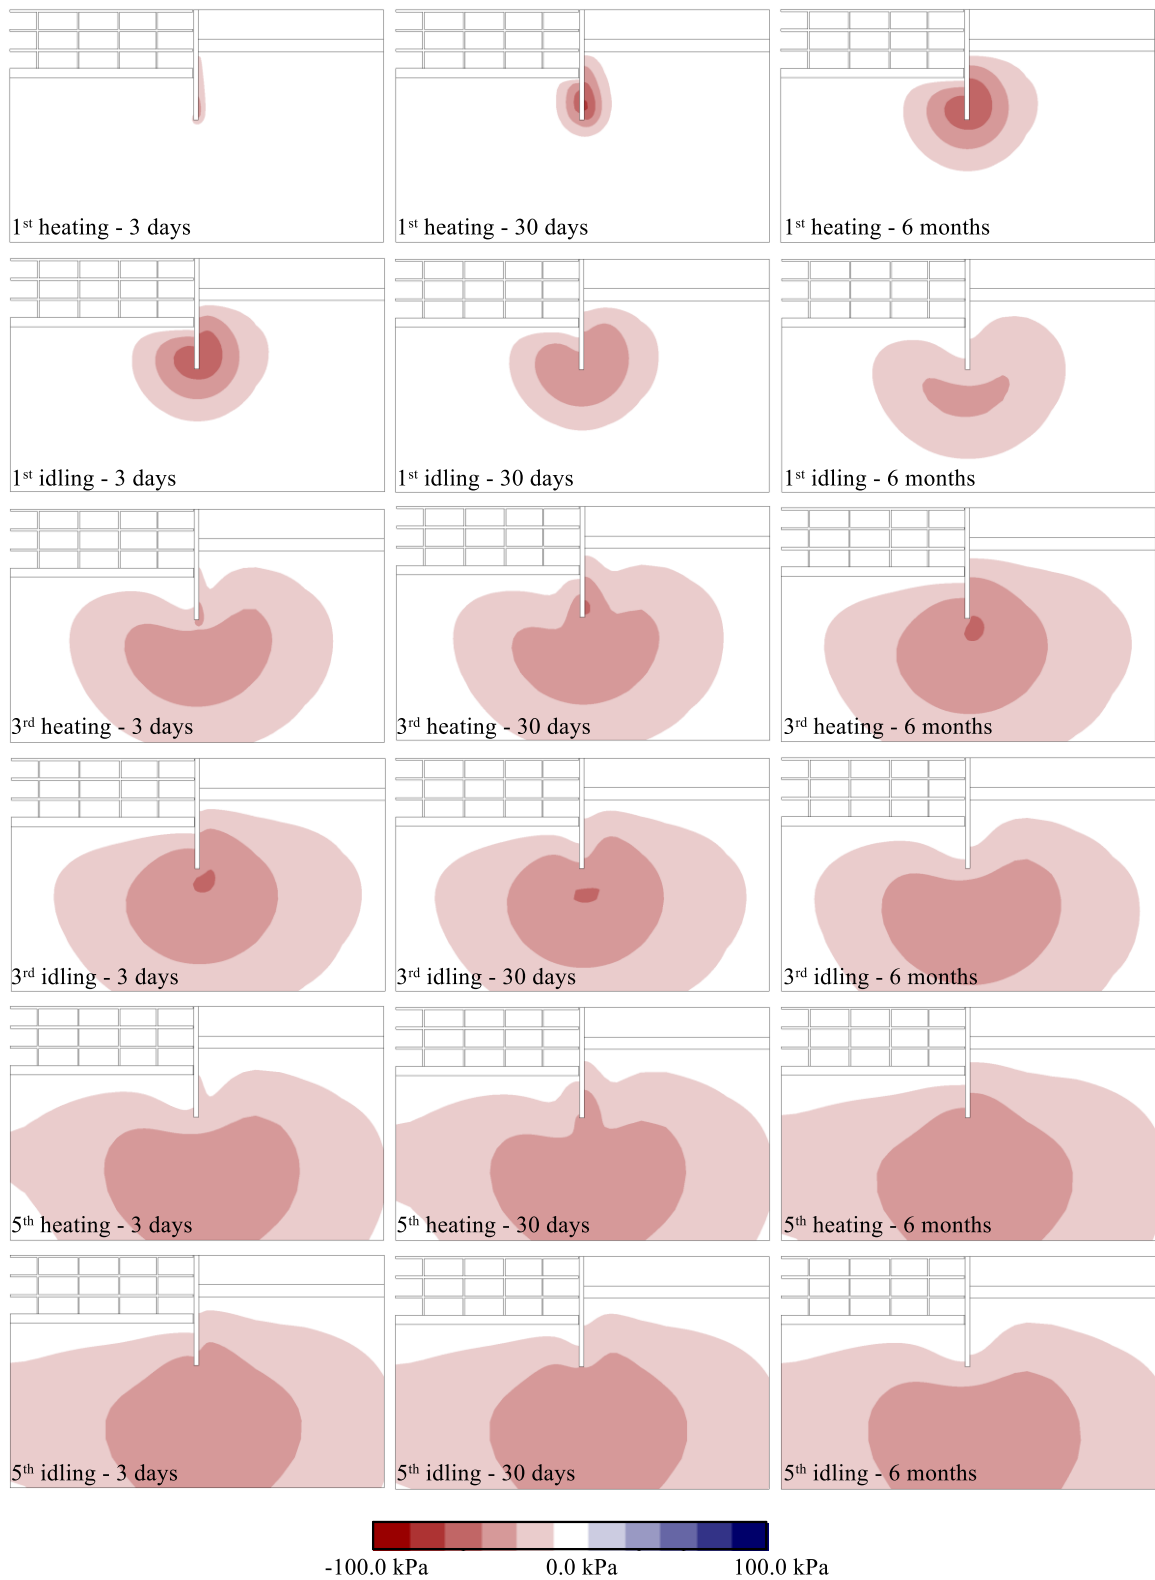 1st heating - 3 days
1st heating - 30 days
1st heating - 6 months
1st idling - 3 days
1st idling - 30 days
1st idling - 6 months
3rd heating - 3 days
3rd heating - 30 days
3rd heating - 6 months
3rd idling - 3 days
3rd idling - 30 days
3rd idling - 6 months
5th heating - 3 days
5th heating - 30 days
5th heating - 6 months
5th idling - 3 days
5th idling - 30 days
5th idling - 6 months
-100.0 kPa 0.0 kPa 100.0 kPa